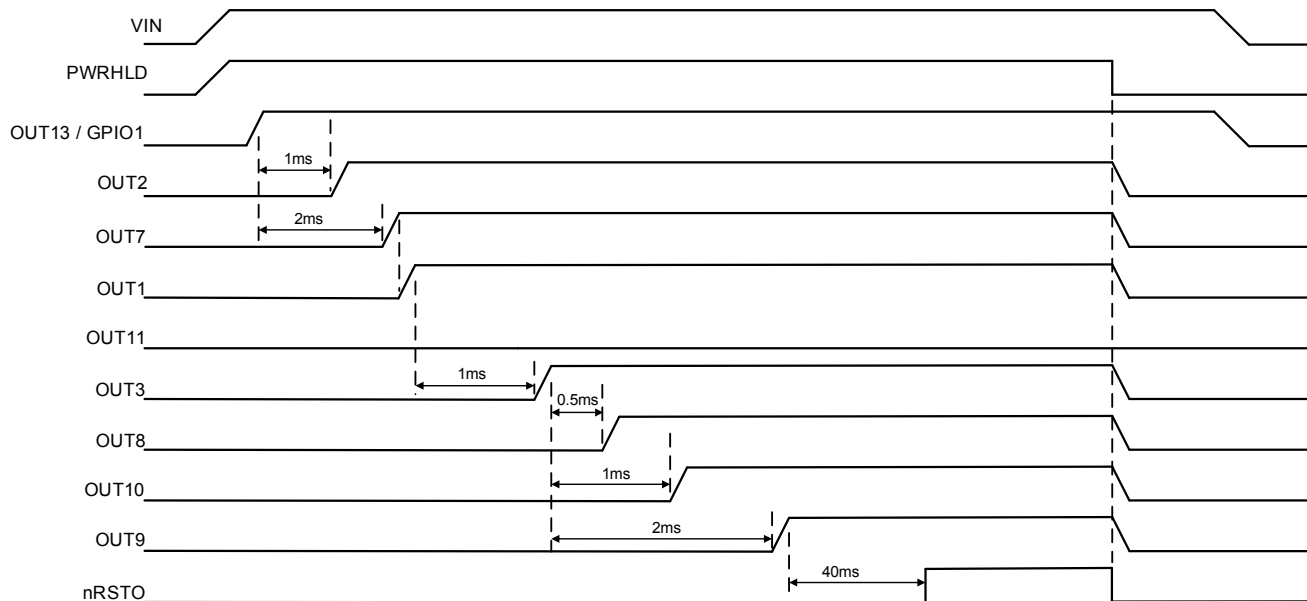 VIN
PWRHLD
OUT13 / GPIO1
1ms
OUT2
2ms
OUT7
OUT1
OUT11
1ms
OUT3
0.5ms
OUT8
1ms
OUT10
2ms
OUT9
40ms
nRSTO